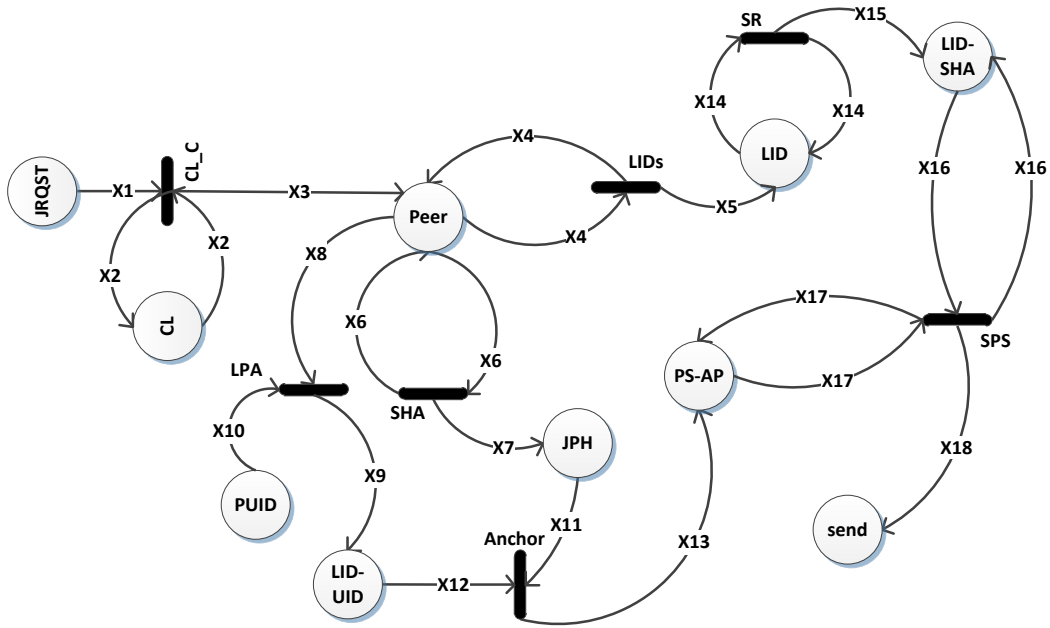 SR
X15
LID-
SHA
X14
X14
X4
CL_C
LIDs
LID
X16
X16
JRQST
X1
X3
X5
Peer
X4
X8
X2
X2
X17
CL
X6
X6
SPS
LPA
PS-AP
X17
SHA
X10
X7
JPH
X18
X9
PUID
X11
send
Anchor
X13
LID-
UID
X12